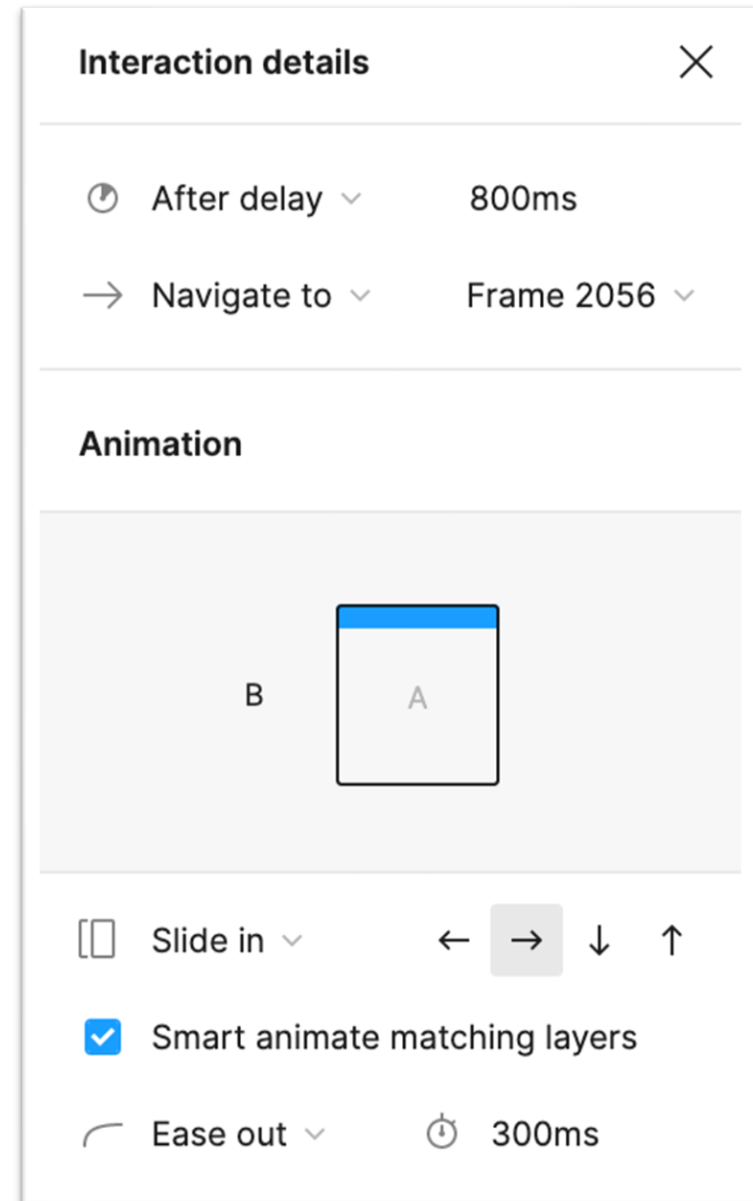 Interaction details
After delay 800ms
Navigate to Frame 2056
Animation
B A
Slide in
Smart animate matching layers
Ease out 300ms